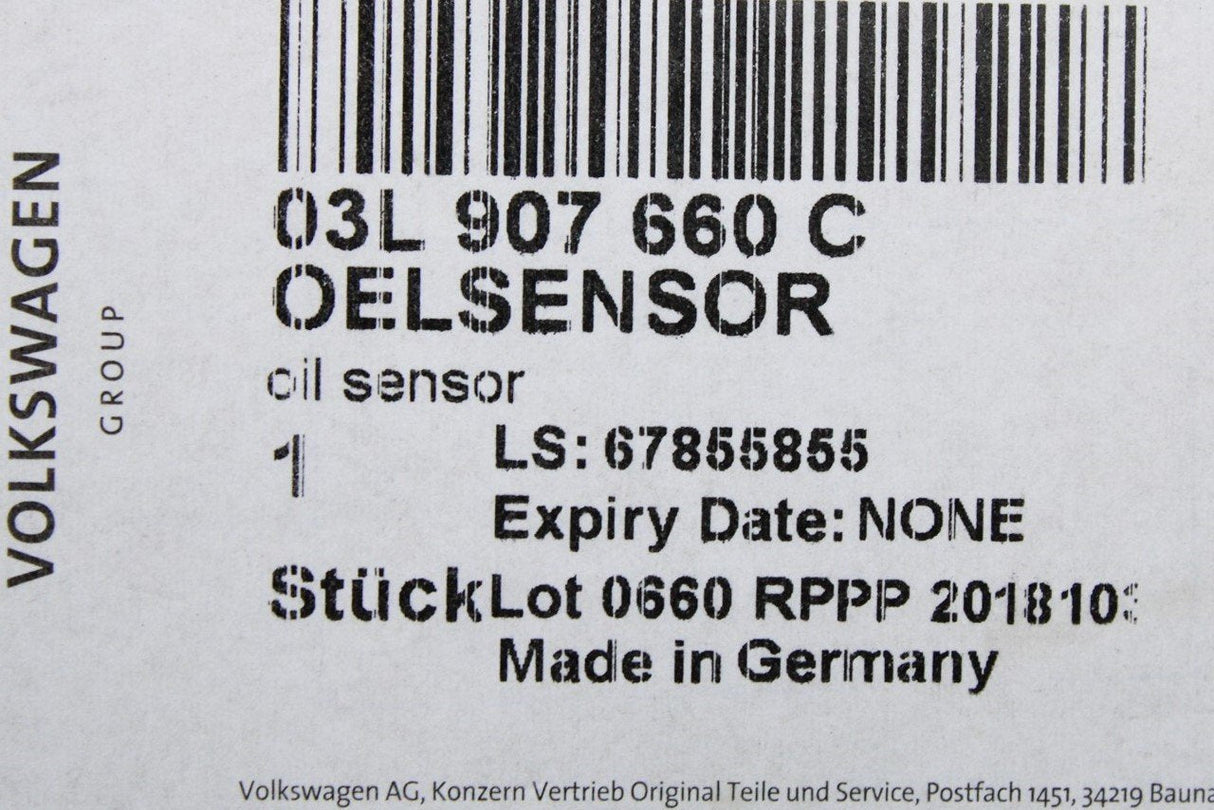 VOLKSWAGEN
GROUP
03L 907 660 C
OELSENSOR
oil sensor
1 LS: 67855855
Expiry Date: NONE
Stück Lot 0660 RPPP
Made in Germany
Volkswagen AG, Konzern Vertrieb Original Teile und Service, Postfach 1451, 34219